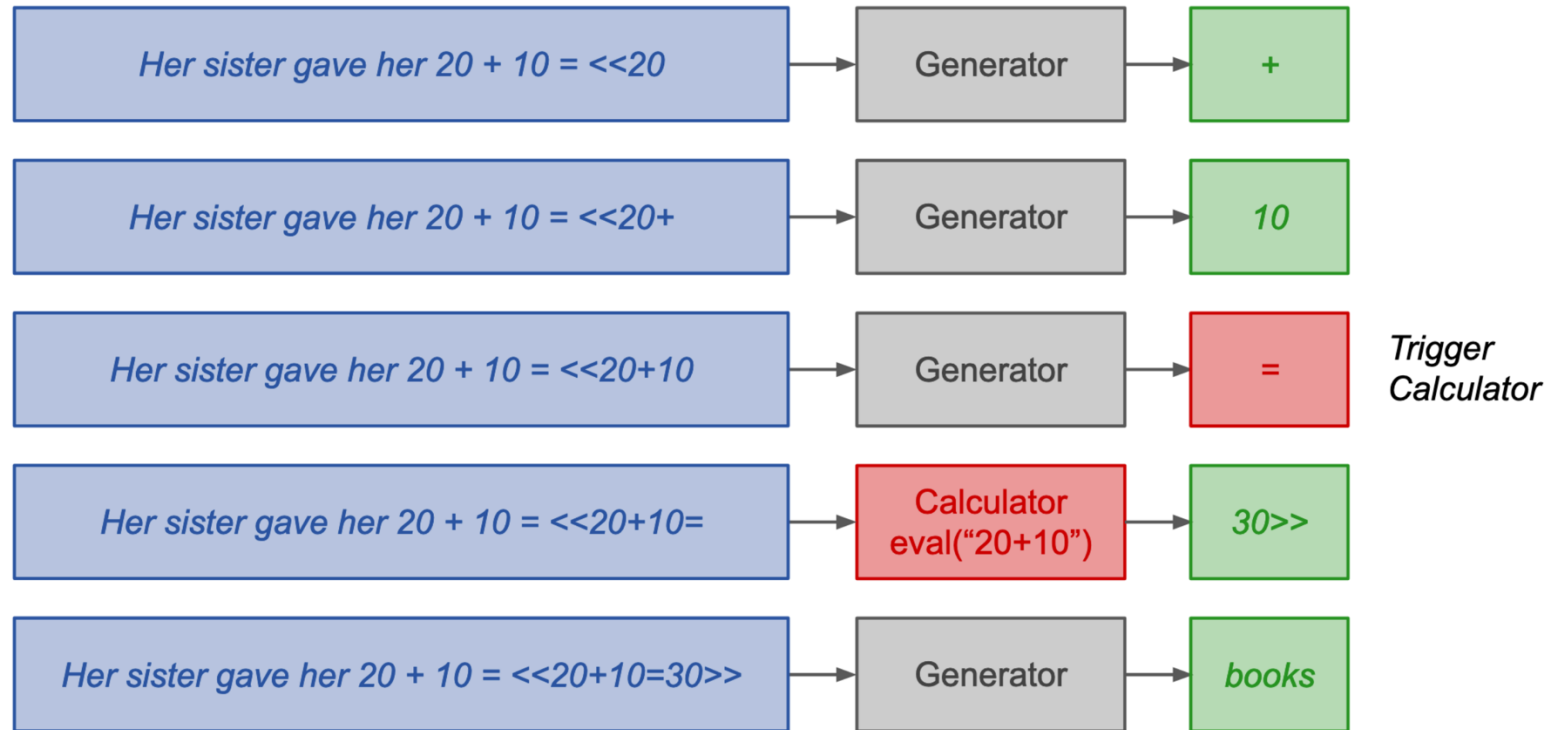 Her sister gave her 20 + 10 = <<20
Generator
+
Her sister gave her 20 + 10 = <<20+
Generator
10
Her sister gave her 20 + 10 = <<20+10
Generator
=
Trigger
Calculator
Her sister gave her 20 + 10 = <<20+10=
Calculator
eval(“20+10”)
30>>
Her sister gave her 20 + 10 = <<20+10=30>>
Generator
books